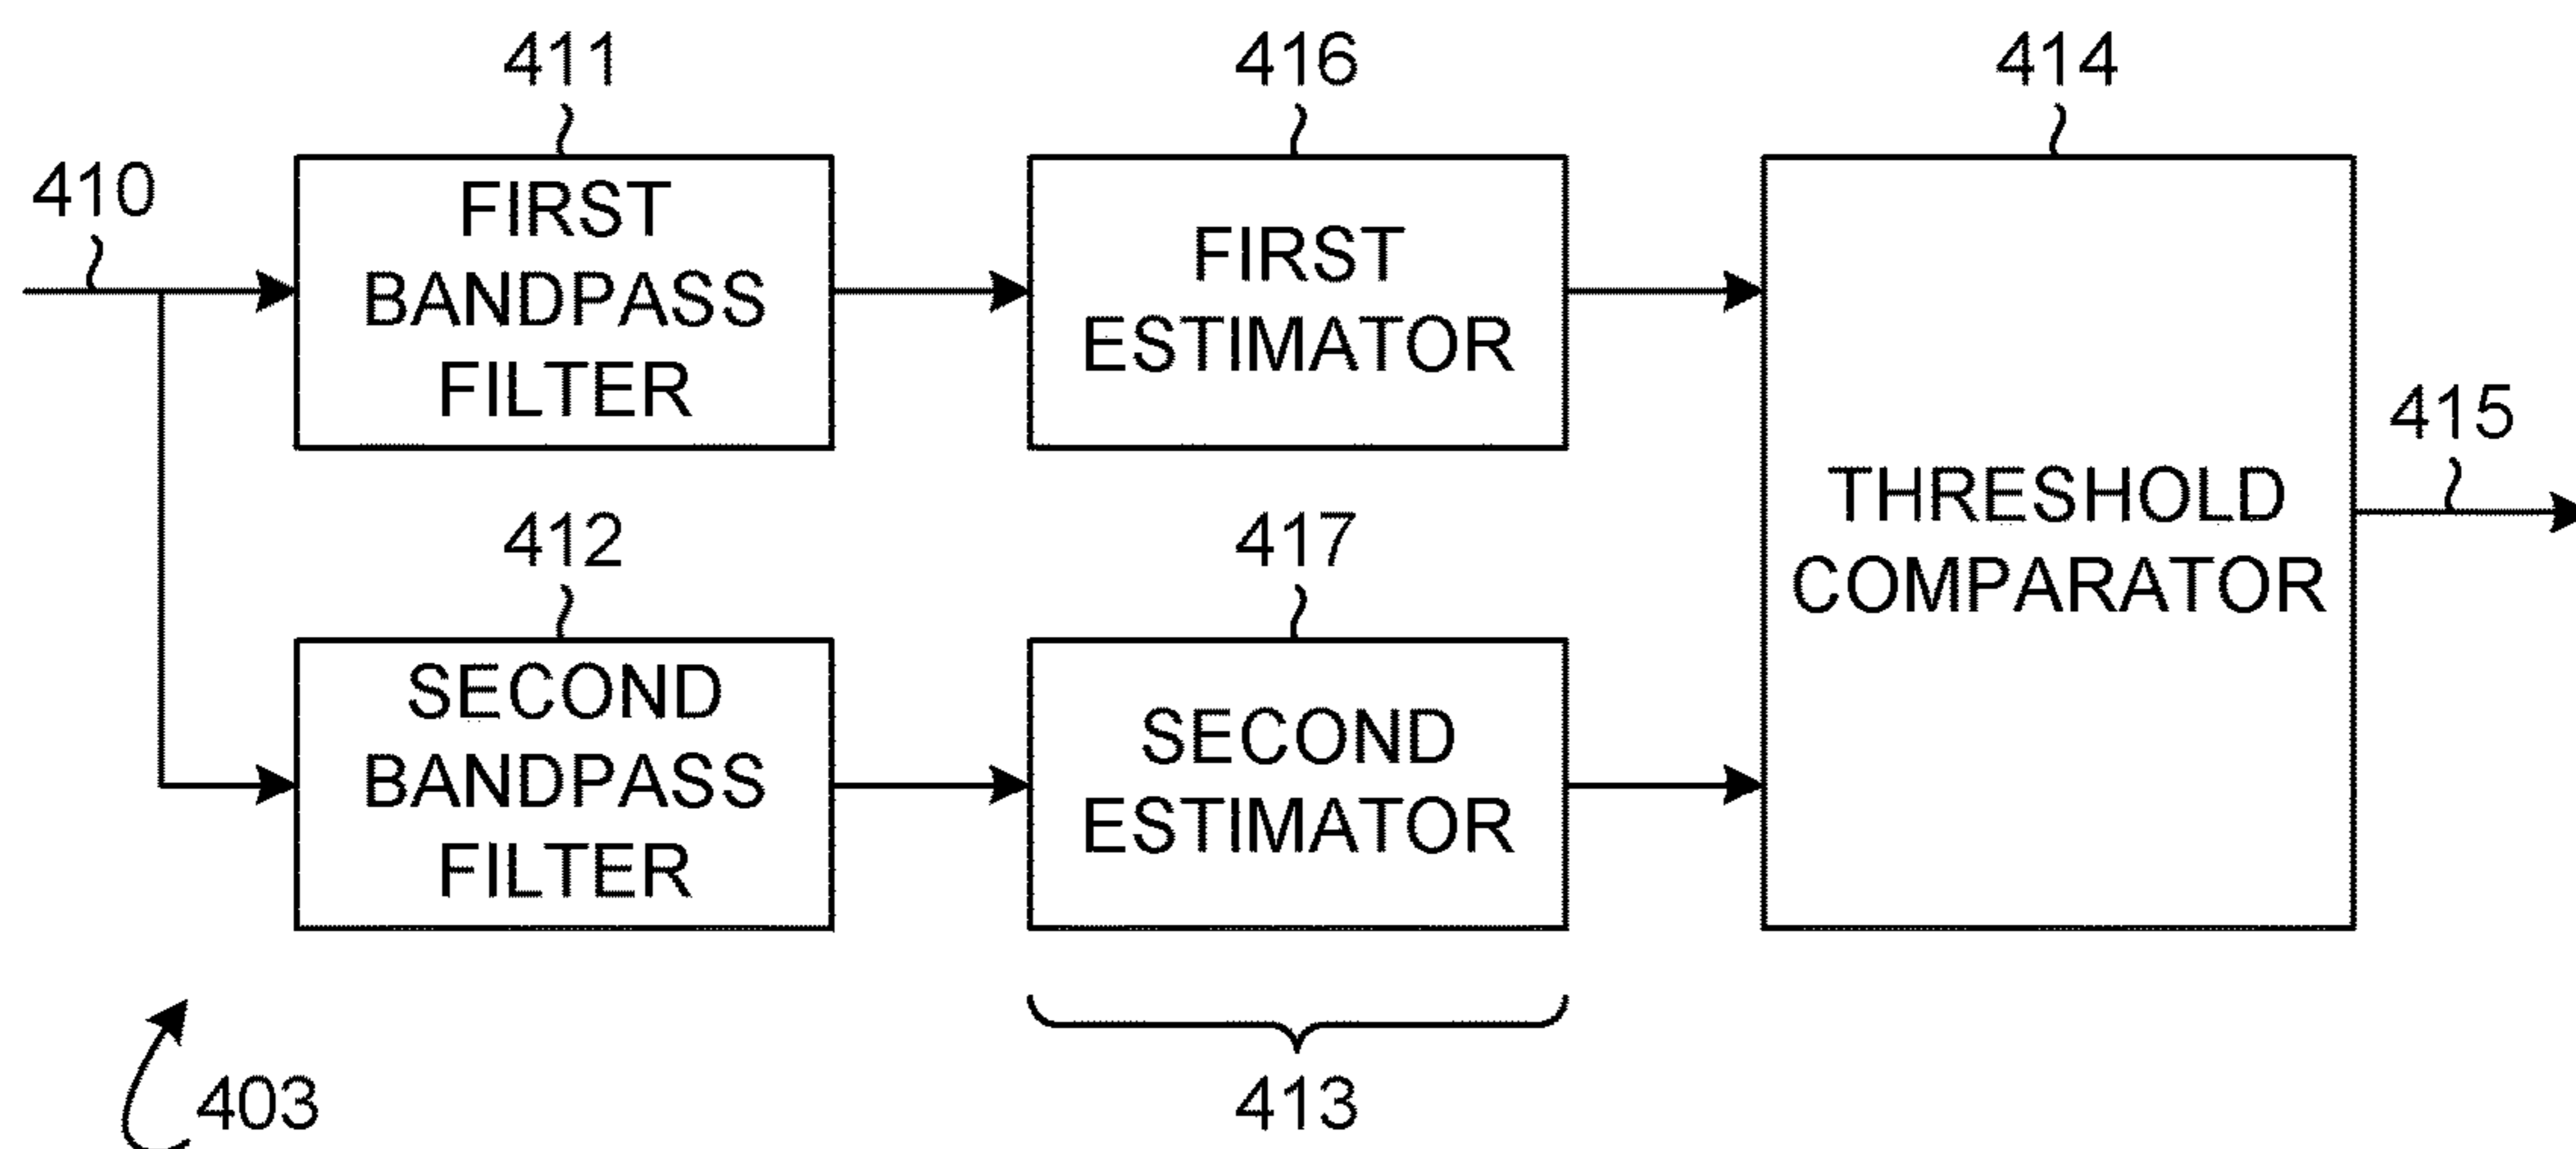 411
416
414
410
FIRST
BANDPASS
FILTER
FIRST
ESTIMATOR
415
THRESHOLD
COMPARATOR
412
417
SECOND
BANDPASS
FILTER
SECOND
ESTIMATOR
403
413